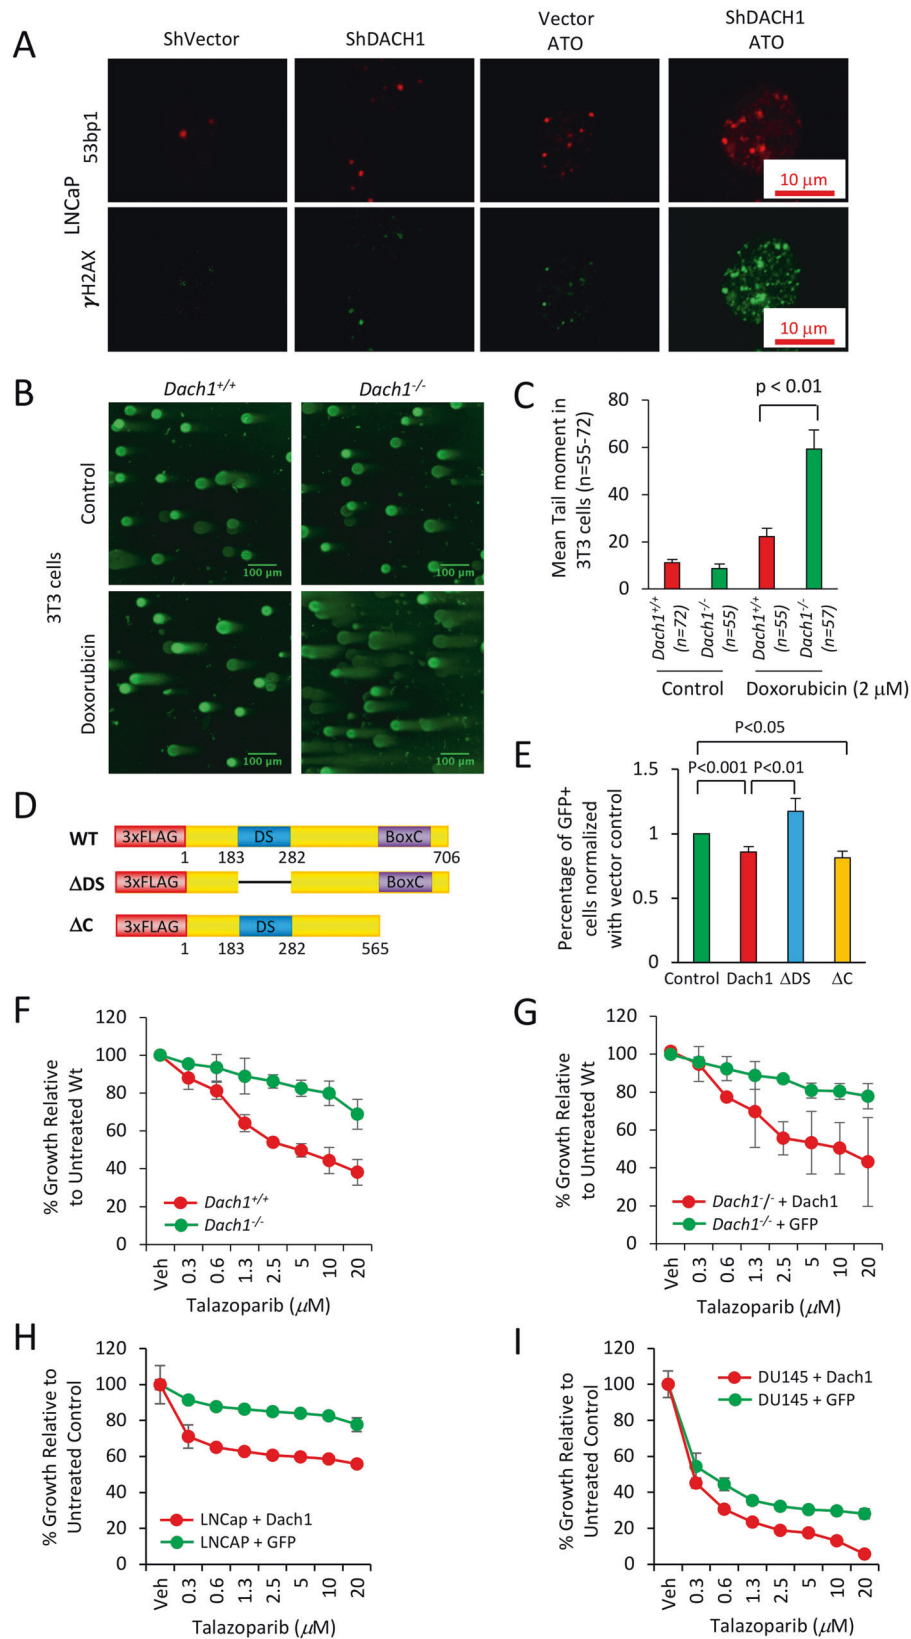 A
ShVector
ShDACH1
Vector
ATO
ShDACH1
ATO
LNCaP
53bp1
10 µm
γH2AX
10 µm
B
Dach1+/+
Dach1-/-
3T3 cells
Control
100 µm
100 µm
Doxorubicin
100 µm
100 µm
C
p < 0.01
Mean Tail moment in
3T3 cells (n=55-72)
80
60
40
20
0
Dach1+/+
(n=72)
Dach1-/-
(n=55)
Dach1+/+
(n=55)
Dach1-/-
(n=57)
Control
Doxorubicin (2 µM)
D
WT
3xFLAG
DS
BoxC
1
183
282
706
ΔDS
3xFLAG
BoxC
ΔC
3xFLAG
DS
1
183
282
565
E
P<0.05
P<0.001
P<0.01
Percentage of GFP+
cells normalized
with vector control
1.5
1
0.5
0
Control
Dach1
ΔDS
ΔC
F
% Growth Relative
to Untreated Wt
120
100
80
60
40
20
0
Dach1+/+
Dach1-/-
Veh
0.3
0.6
1.3
2.5
5
10
20
Talazoparib (µM)
G
% Growth Relative
to Untreated Wt
120
100
80
60
40
20
0
Dach1-/- + Dach1
Dach1-/- + GFP
Veh
0.3
0.6
1.3
2.5
5
10
20
Talazoparib (µM)
H
% Growth Relative to
Untreated Control
120
100
80
60
40
20
0
LNCap + Dach1
LNCAP + GFP
Veh
0.3
0.6
1.3
2.5
5
10
20
Talazoparib (µM)
I
% Growth Relative to
Untreated Control
120
100
80
60
40
20
0
DU145 + Dach1
DU145 + GFP
Veh
0.3
0.6
1.3
2.5
5
10
20
Talazoparib (µM)